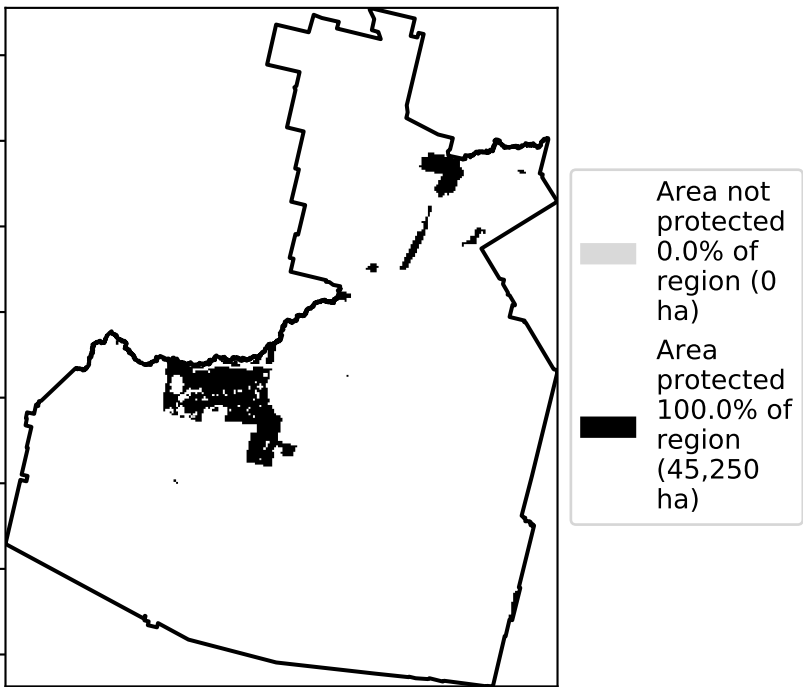 Area not
protected
0.0% of
region (0
ha)
Area
protected
100.0% of
region
(45,250
ha)